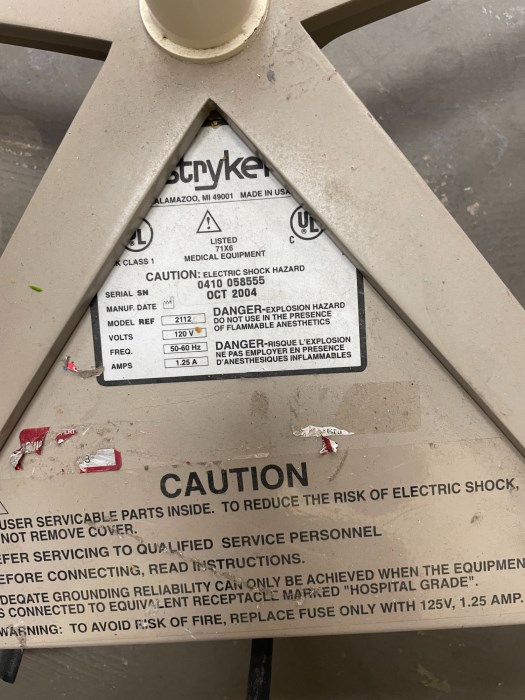 stryker
ALAMAZOO, MI 49001 MADE IN USA
UL
LISTED
71X6
MEDICAL EQUIPMENT
C UL
K CLASS 1
CAUTION: ELECTRIC SHOCK HAZARD
SERIAL SN 0410 058555
MANUF. DATE OCT 2004
MODEL REF 2112
VOLTS 120 V
FREQ. 50-60 Hz
AMPS 1.25 A
DANGER-EXPLOSION HAZARD
DO NOT USE IN THE PRESENCE
OF FLAMMABLE ANESTHETICS
DANGER-RISQUE L'EXPLOSION
NE PAS EMPLOYER EN PRESENCE
D'ANESTHESIQUES INFLAMMABLES
CAUTION
USER SERVICABLE PARTS INSIDE. TO REDUCE THE RISK OF ELECTRIC SHOCK,
NOT REMOVE COVER.
EFER SERVICING TO QUALIFIED SERVICE PERSONNEL
EFORE CONNECTING, READ INSTRUCTIONS.
DEQATE GROUNDING RELIABILITY CAN ONLY BE ACHIEVED WHEN THE EQUIPMEN
S CONNECTED TO EQUIVALENT RECEPTACLE MARKED "HOSPITAL GRADE".
WARNING: TO AVOID RISK OF FIRE, REPLACE FUSE ONLY WITH 125V, 1.25 AMP.